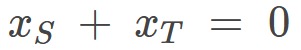 x_S + x_T = 0